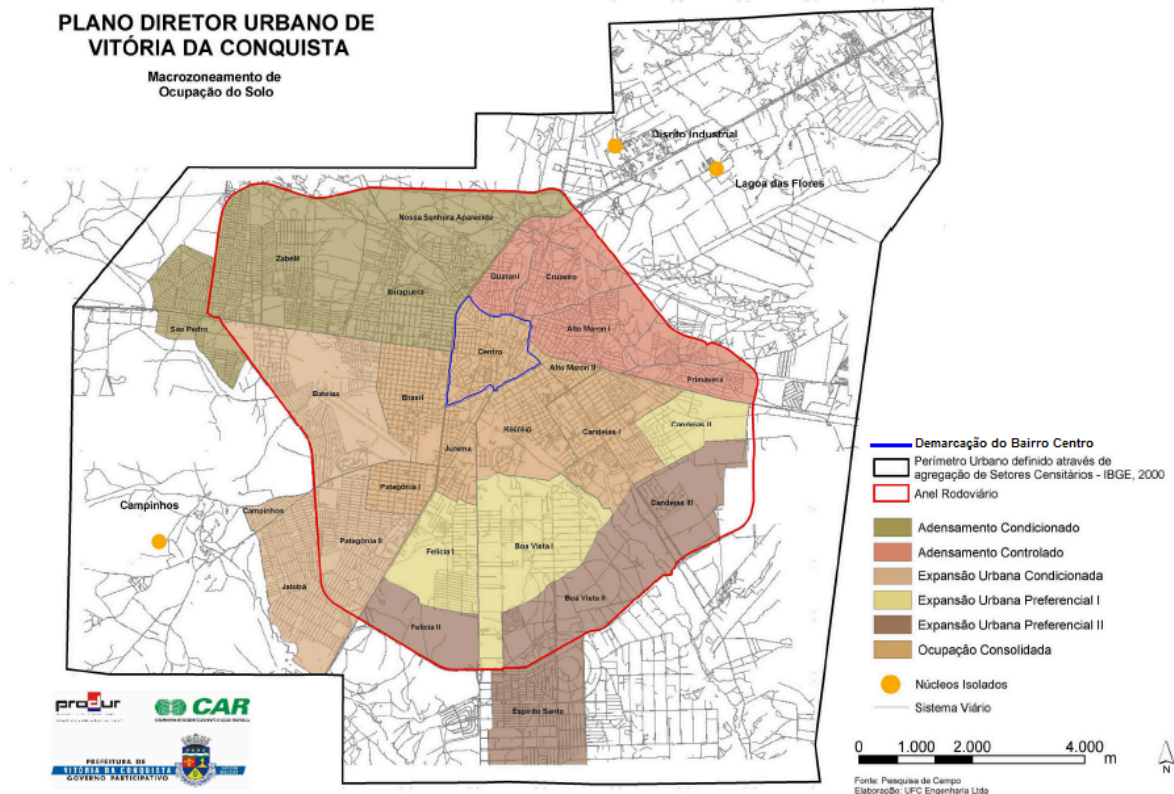 PLANO DIRETOR URBANO DE
VITÓRIA DA CONQUISTA
Macrozoneamento de
Ocupação do Solo
Disrito Industrial
Lagoa das Flores
Nossa Senhora Aparecida
Zabelê
Guarani
Cruzeiro
Ibirapuera
São Pedro
Alto Maron I
Centro
Alto Maron II
Primavera
Bateias
Brasil
Recreio
Candeias I
Candeias II
Jurema
Patagônia I
Candeias III
Campinhos
Campinhos
Patagônia II
Felícia I
Boa Vista I
Jatobá
Boa Vista II
Felícia II
Espírito Santo
Demarcação do Bairro Centro
Perímetro Urbano definido através de
agregação de Setores Censitários - IBGE, 2000
Anel Rodoviário
Adensamento Condicionado
Adensamento Controlado
Expansão Urbana Condicionada
Expansão Urbana Preferencial I
Expansão Urbana Preferencial II
Ocupação Consolidada
Núcleos Isolados
Sistema Viário
0 1.000 2.000 4.000 m
N
Fonte: Pesquisa de Campo
Elaboração: UFC Engenharia Ltda
produr
CAR
PREFEITURA DE
VITÓRIA DA CONQUISTA
GOVERNO PARTICIPATIVO